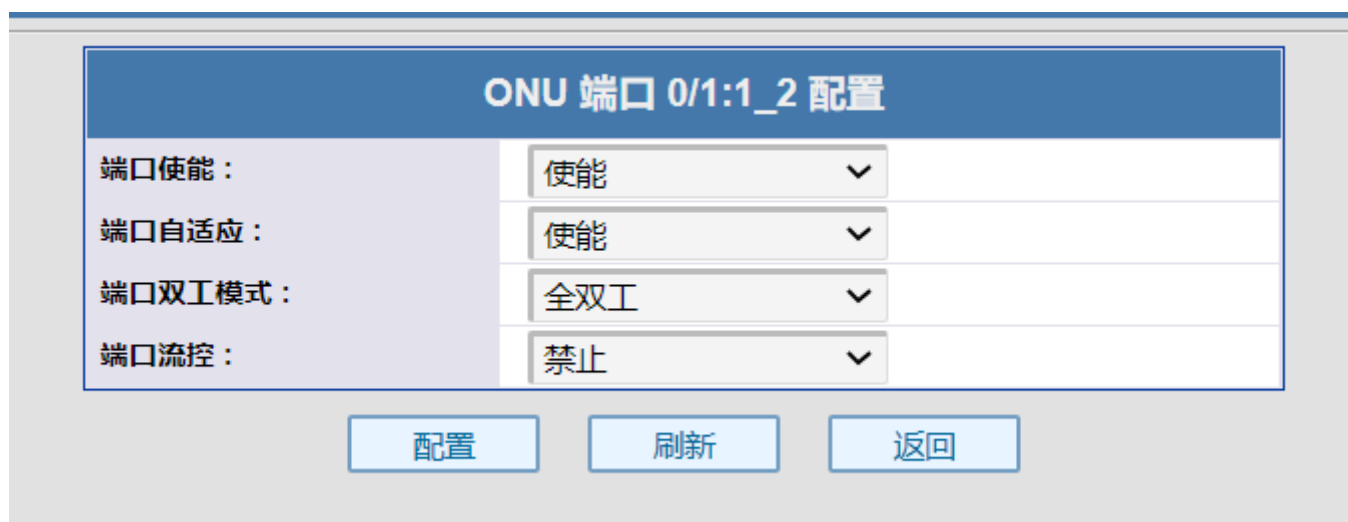 ONU 端口 0/1:1_2 配置
端口使能： 使能
端口自适应： 使能
端口双工模式： 全双工
端口流控： 禁止
配置 刷新 返回